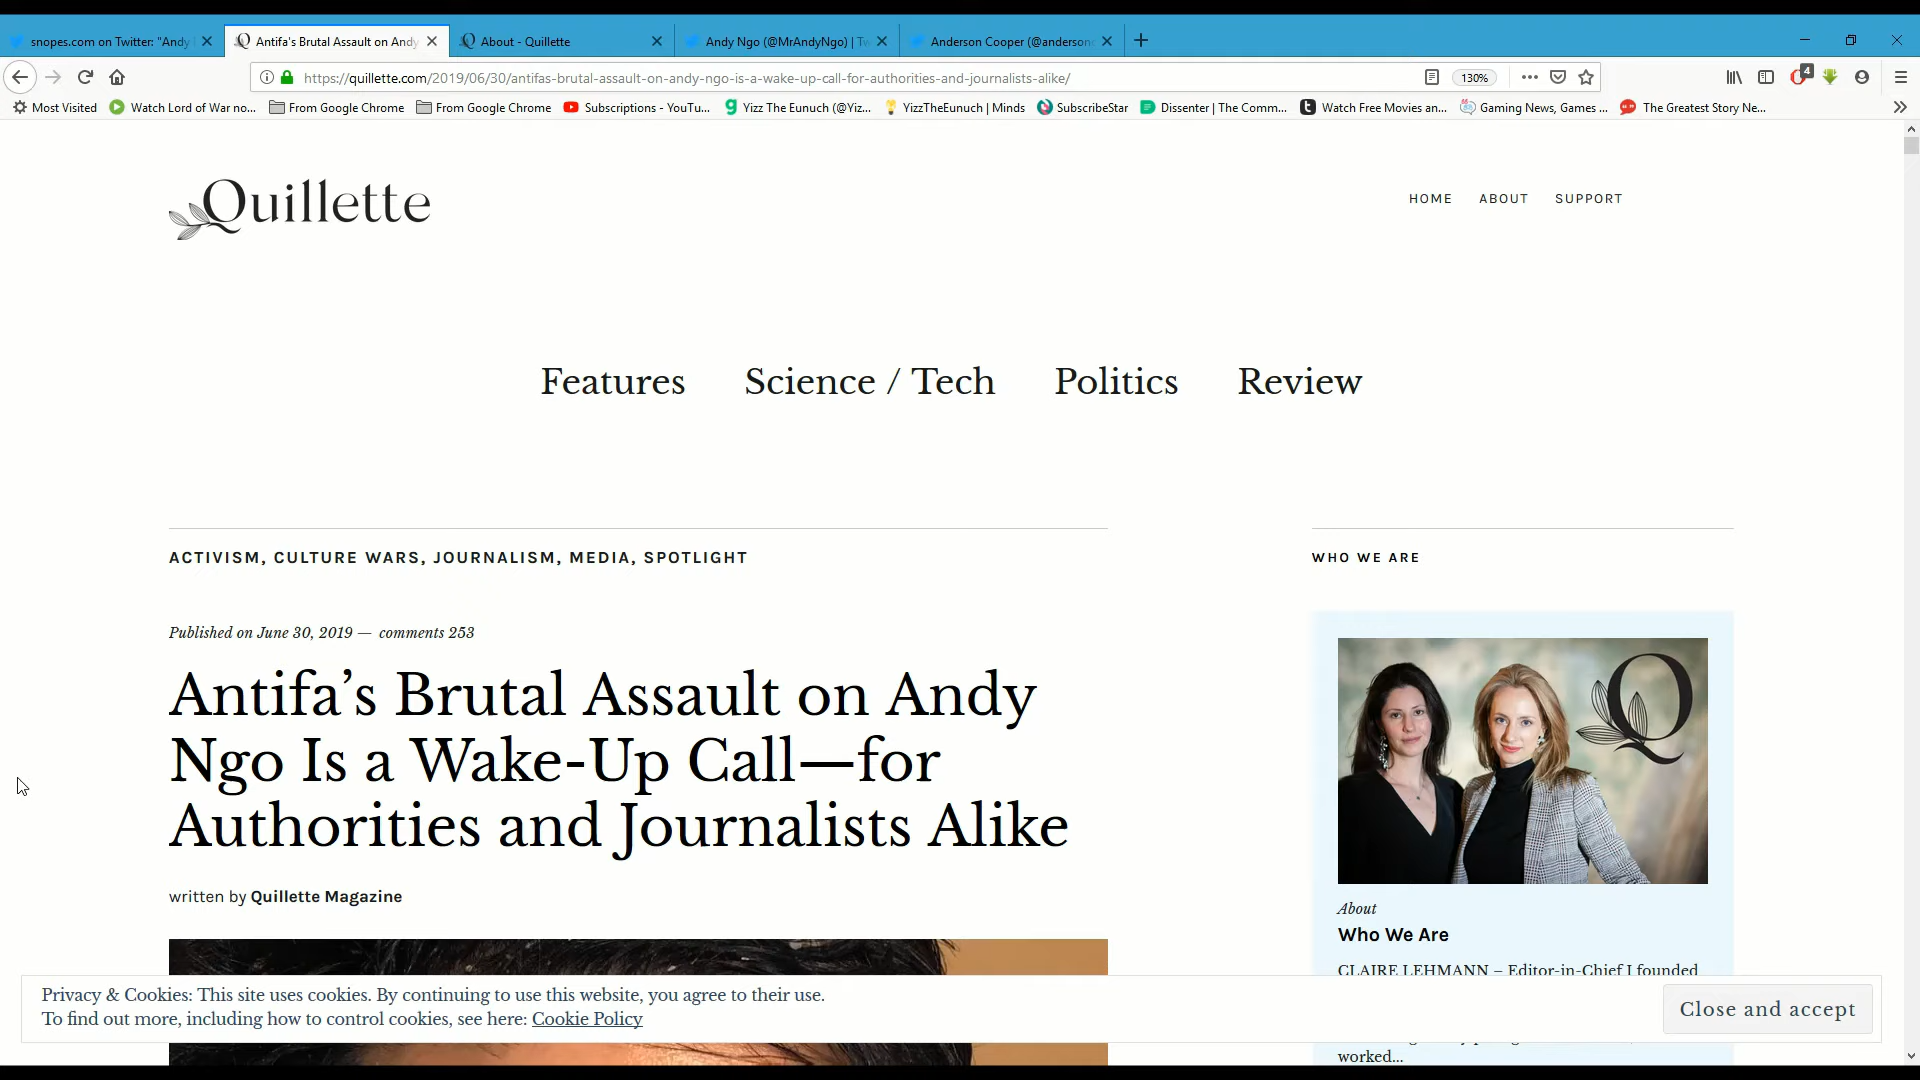 snopes.com on Twitter: "Andy
Antifa's Brutal Assault on Andy
About - Quillette
Andy Ngo (@MrAndyNgo) | Tw
Anderson Cooper (@anderson
https://quillette.com/2019/06/30/antifas-brutal-assault-on-andy-ngo-is-a-wake-up-call-for-authorities-and-journalists-alike/
130%
4
Most Visited
Watch Lord of War no...
From Google Chrome
From Google Chrome
Subscriptions - YouTu...
Yizz The Eunuch (@Yiz...
YizzTheEunuch | Minds
SubscribeStar
Dissenter | The Comm...
Watch Free Movies an...
Gaming News, Games ...
The Greatest Story Ne...
Quillette
HOME
ABOUT
SUPPORT
Features
Science / Tech
Politics
Review
ACTIVISM, CULTURE WARS, JOURNALISM, MEDIA, SPOTLIGHT
Published on June 30, 2019 — comments 253
Antifa’s Brutal Assault on Andy
Ngo Is a Wake-Up Call—for
Authorities and Journalists Alike
written by Quillette Magazine
WHO WE ARE
Q
About
Who We Are
CLAIRE LEHMANN – Editor-in-Chief I founded
worked...
Privacy & Cookies: This site uses cookies. By continuing to use this website, you agree to their use.
To find out more, including how to control cookies, see here: Cookie Policy
Close and accept